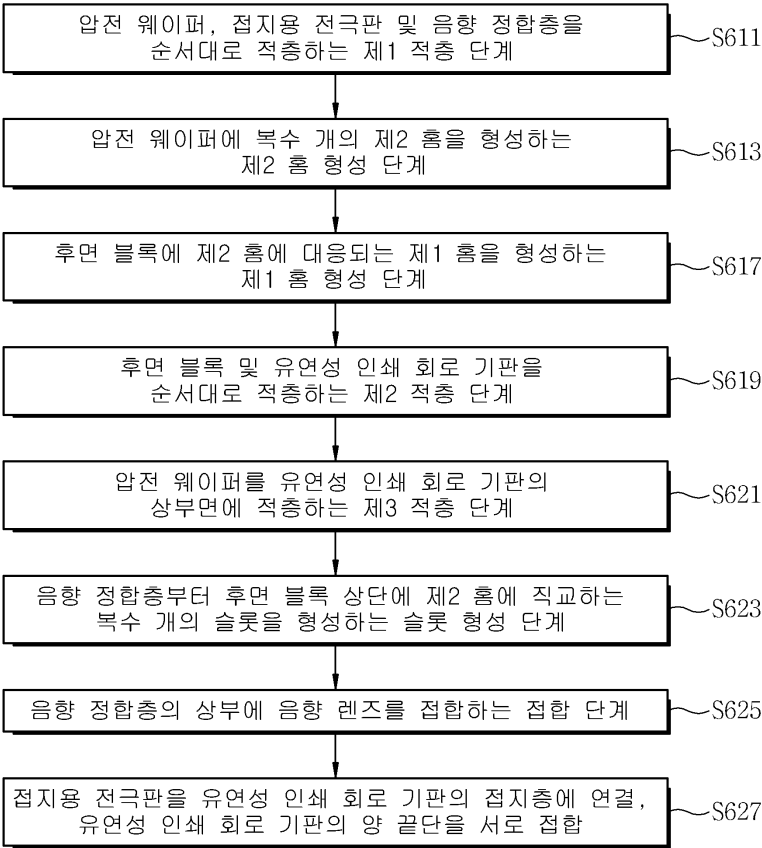 압전 웨이퍼, 접지용 전극판 및 음향 정합층을
순서대로 적층하는 제1 적층 단계
S611
압전 웨이퍼에 복수 개의 제2 홈을 형성하는
제2 홈 형성 단계
S613
후면 블록에 제2 홈에 대응되는 제1 홈을 형성하는
제1 홈 형성 단계
S617
후면 블록 및 유연성 인쇄 회로 기판을
순서대로 적층하는 제2 적층 단계
S619
압전 웨이퍼를 유연성 인쇄 회로 기판의
상부면에 적층하는 제3 적층 단계
S621
음향 정합층부터 후면 블록 상단에 제2 홈에 직교하는
복수 개의 슬롯을 형성하는 슬롯 형성 단계
S623
음향 정합층의 상부에 음향 렌즈를 접합하는 접합 단계
S625
접지용 전극판을 유연성 인쇄 회로 기판의 접지층에 연결,
유연성 인쇄 회로 기판의 양 끝단을 서로 접합
S627